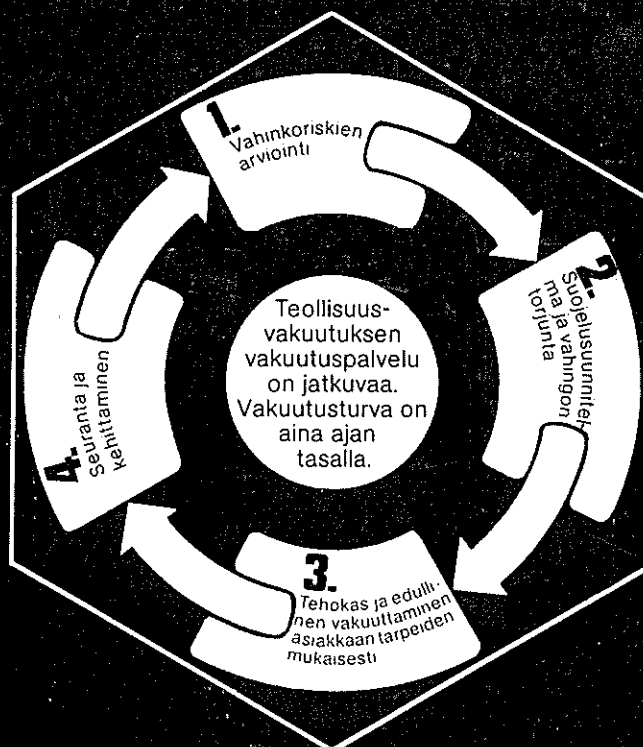 1.
Vahinkoriskien
arviointi
2.
Suojelusuunnitel-
ma ja vahingon
torjunta
3.
Tehokas ja edulli-
nen vakuuttaminen
asiakkaan tarpeiden
mukaisesti
4.
Seuranta ja
kehittäminen
Teollisuus-
vakuutuksen
vakuutuspalvelu
on jatkuvaa.
Vakuutusturva on
aina ajan
tasalla.